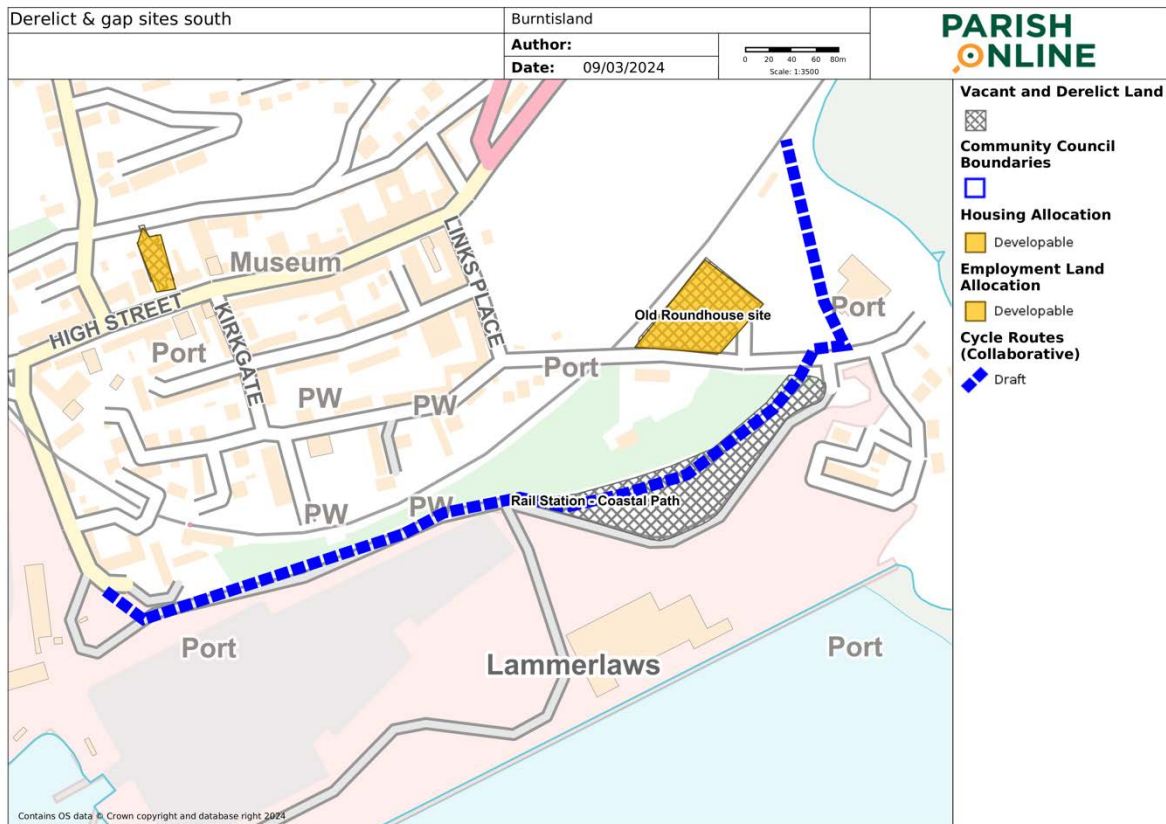 Derelict & gap sites south
Burntisland
Author:
Date: 09/03/2024
0 20 40 60 80m
Scale: 1:3500
PARISH
ONLINE
Vacant and Derelict Land
Community Council
Boundaries
Housing Allocation
Developable
Employment Land
Allocation
Developable
Cycle Routes
(Collaborative)
Draft
Museum
LINKS PLACE
HIGH STREET
KIRKGATE
Port
Old Roundhouse site
Port
Port
PW
PW
PW
PW
Rail Station - Coastal Path
Port
Lammerlaws
Port
Contains OS data © Crown copyright and database right 2024